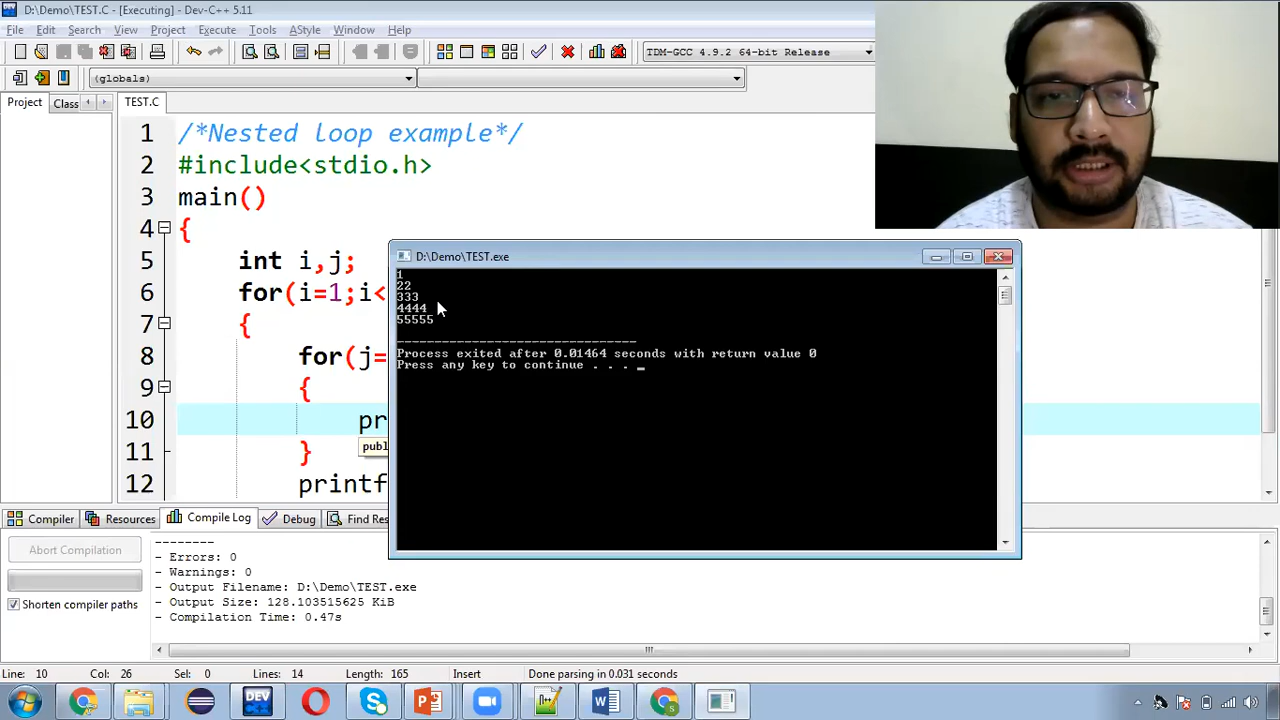 D:\Demo\TEST.C - [Executing] - Dev-C++ 5.11
File Edit Search View Project Execute Tools AStyle Window Help
TDM-GCC 4.9.2 64-bit Release
(globals)
Project Class TEST.C
1 /*Nested loop example*/
2 #include<stdio.h>
3 main()
4 {
5 int i,j;
6 for(i=1;i<
7 {
8 for(j=
9 {
10 pr
publ
11 }
12 printf
D:\Demo\TEST.exe
1
22
333
4444
55555
--------------------------------
Process exited after 0.01464 seconds with return value 0
Press any key to continue . . . _
Compiler Resources Compile Log Debug Find Res
Abort Compilation
Shorten compiler paths
--------
- Errors: 0
- Warnings: 0
- Output Filename: D:\Demo\TEST.exe
- Output Size: 128.103515625 KiB
- Compilation Time: 0.47s
Line: 10 Col: 26 Sel: 0 Lines: 14 Length: 165 Insert Done parsing in 0.031 seconds
DEV